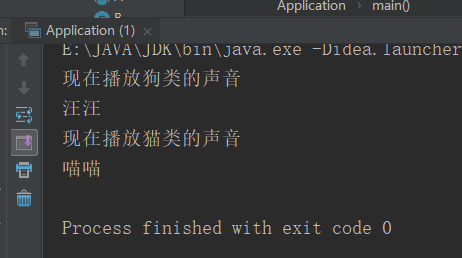 Application
main()
n:
Application (1)
E:\JAVA\JDK\bin\java.exe -Didea.launcher
现在播放狗类的声音
汪汪
现在播放猫类的声音
喵喵
Process finished with exit code 0